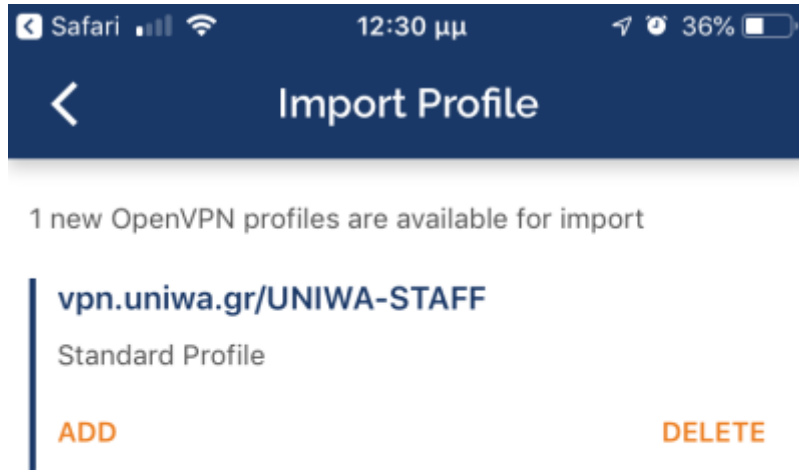 Safari 12:30 μμ 36%
Import Profile
1 new OpenVPN profiles are available for import
vpn.uniwa.gr/UNIWA-STAFF
Standard Profile
ADD DELETE